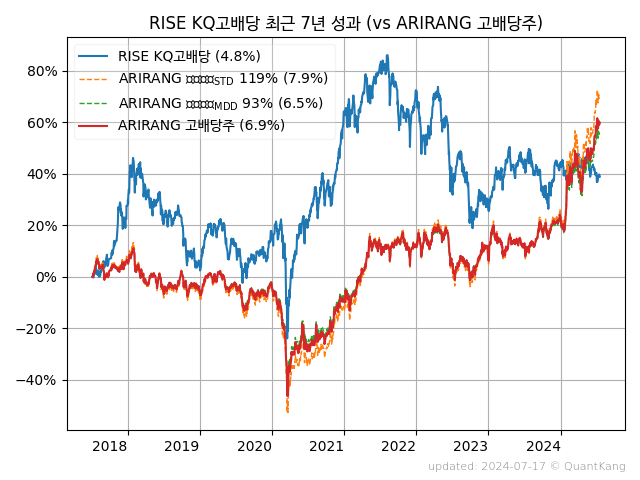 RISE KQ고배당 최근 7년 성과 (vs ARIRANG 고배당주)
RISE KQ고배당 (4.8%)
ARIRANG STD 119% (7.9%)
ARIRANG MDD 93% (6.5%)
ARIRANG 고배당주 (6.9%)
80%
60%
40%
20%
0%
−20%
−40%
2018 2019 2020 2021 2022 2023 2024
updated: 2024-07-17 © QuantKang